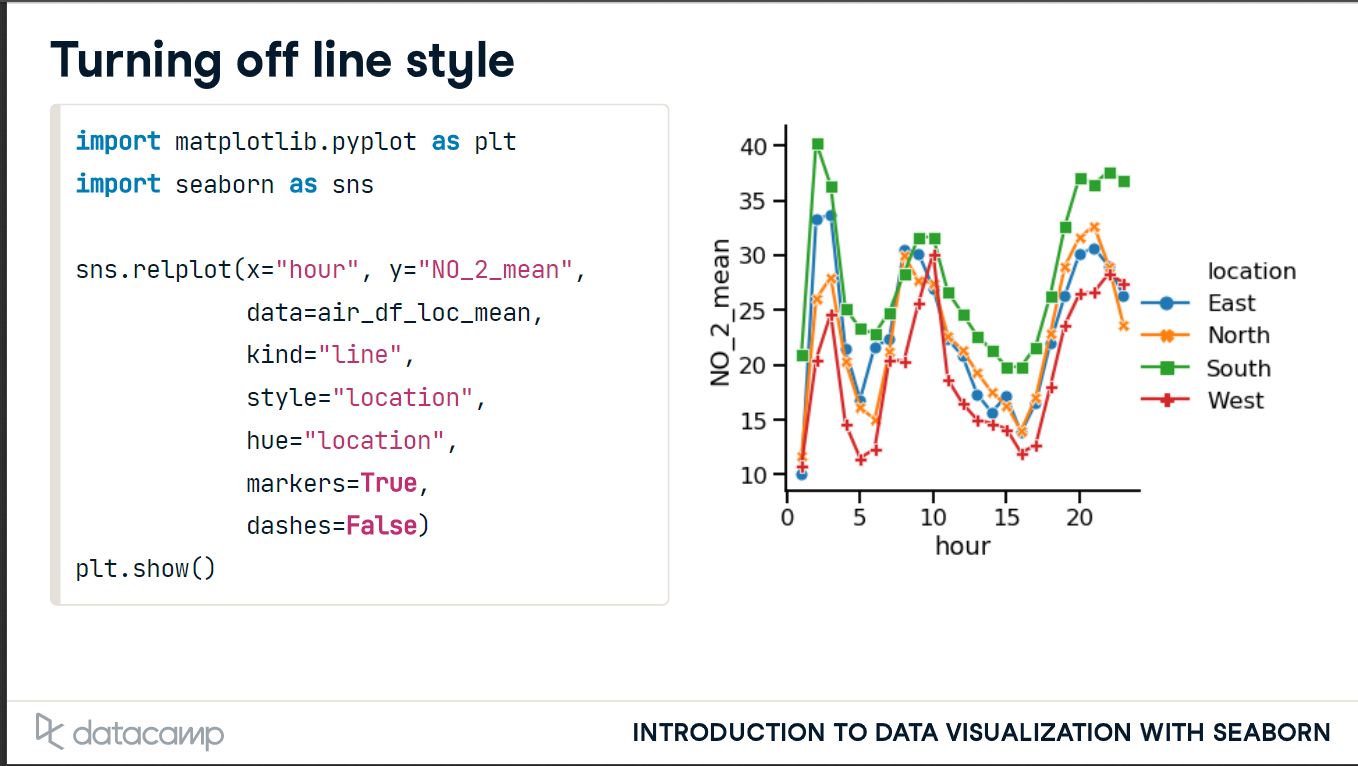 Turning off line style
import matplotlib.pyplot as plt
import seaborn as sns
sns.relplot(x="hour", y="NO_2_mean",
            data=air_df_loc_mean,
            kind="line",
            style="location",
            hue="location",
            markers=True,
            dashes=False)
plt.show()
40
35
30
25
20
15
10
NO_2_mean
0 5 10 15 20
hour
location
East
North
South
West
datacamp
INTRODUCTION TO DATA VISUALIZATION WITH SEABORN